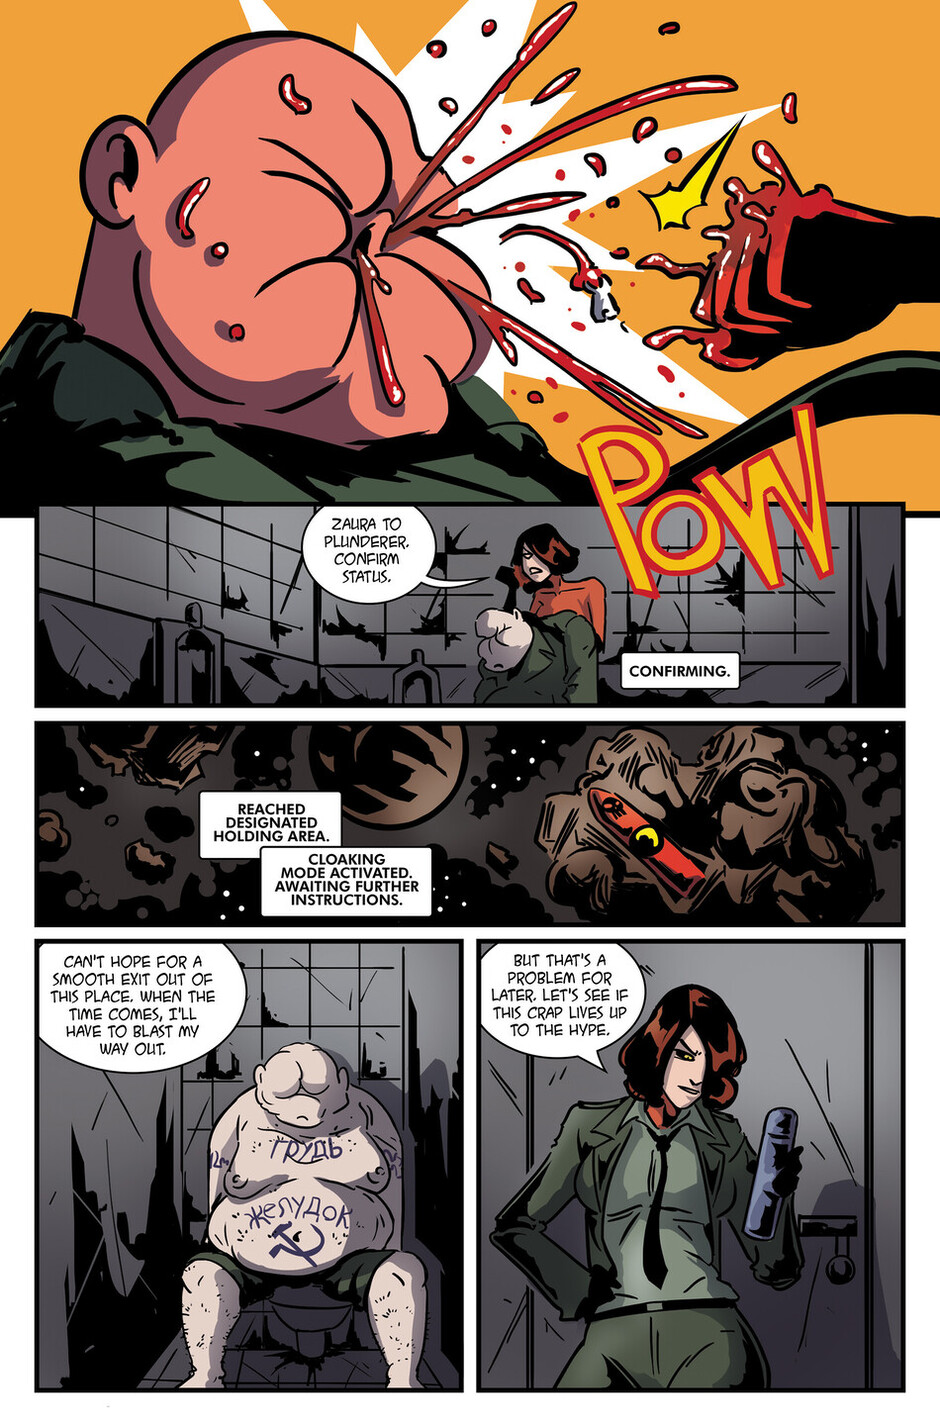 POW
ZAURA TO
PLUNDERER.
CONFIRM
STATUS.
CONFIRMING.
REACHED
DESIGNATED
HOLDING AREA.
CLOAKING
MODE ACTIVATED.
AWAITING FURTHER
INSTRUCTIONS.
CAN'T HOPE FOR A
SMOOTH EXIT OUT OF
THIS PLACE. WHEN THE
TIME COMES, I'LL
HAVE TO BLAST MY
WAY OUT.
ГРУДЬ
ЖЕЛУДОК
BUT THAT'S A
PROBLEM FOR
LATER. LET'S SEE IF
THIS CRAP LIVES UP
TO THE HYPE.